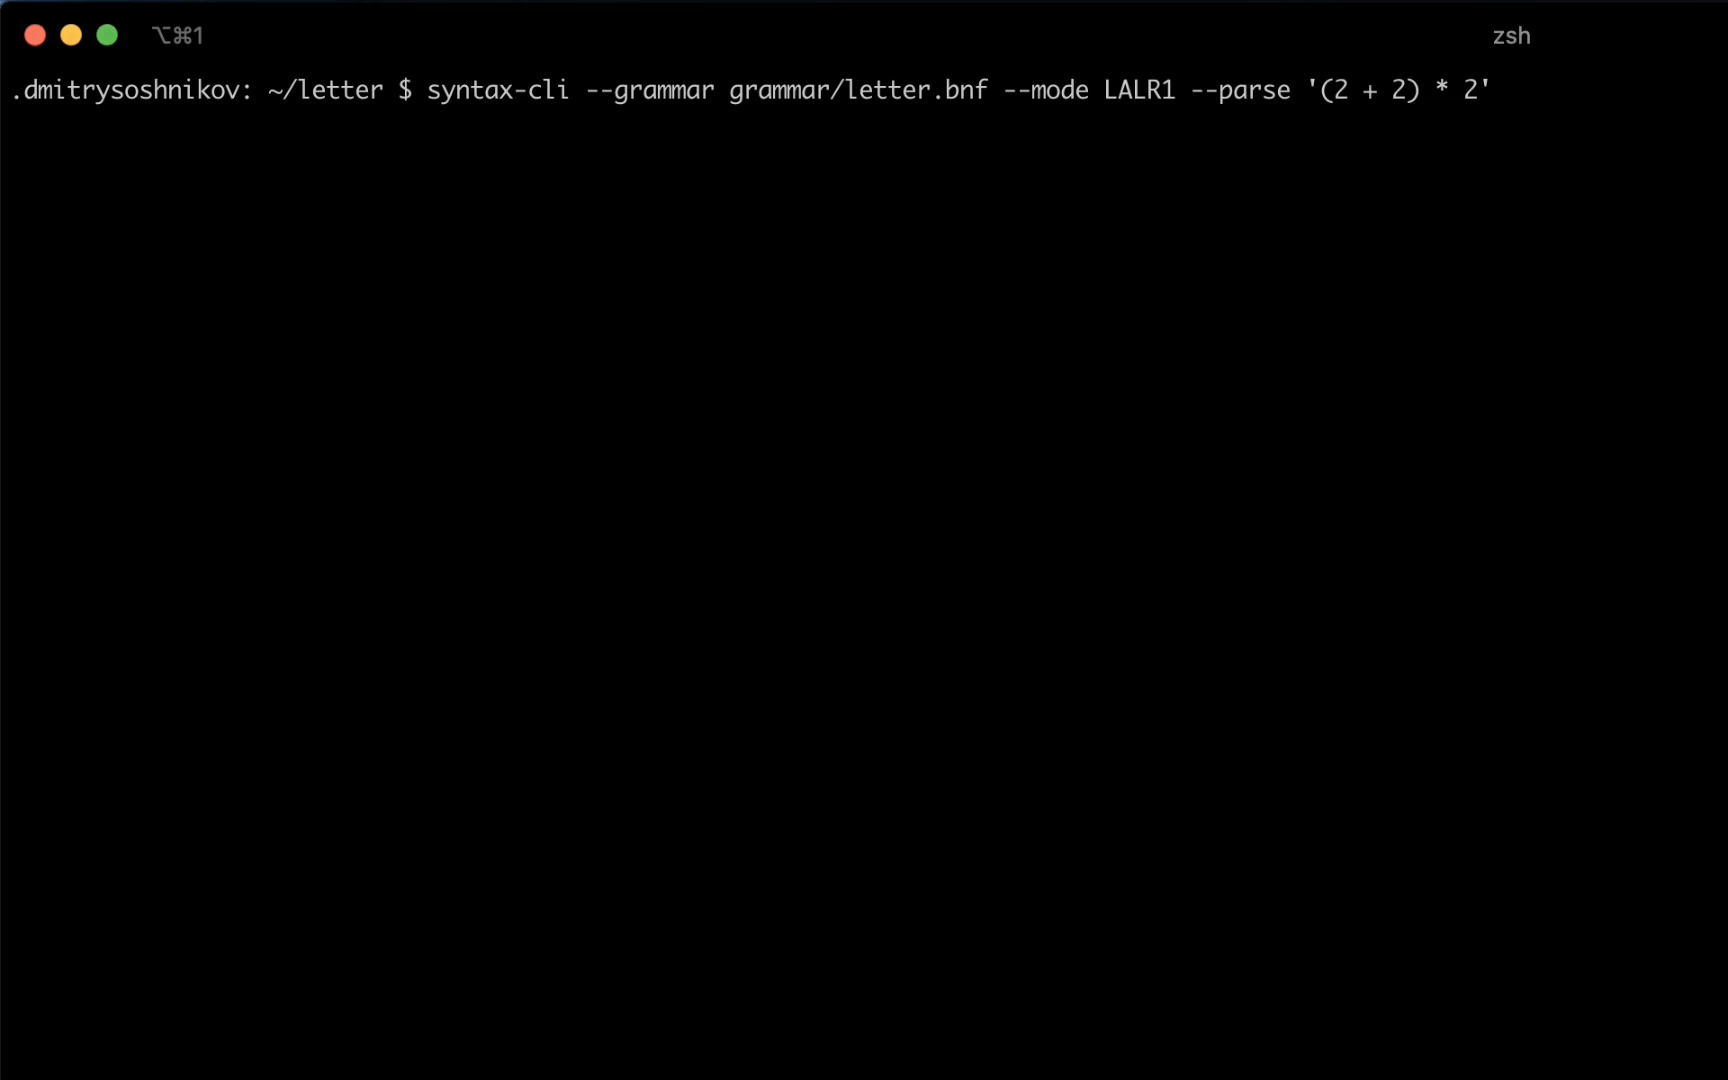 ⌥⌘1
zsh
.dmitrysoshnikov: ~/letter $ syntax-cli --grammar grammar/letter.bnf --mode LALR1 --parse '(2 + 2) * 2'